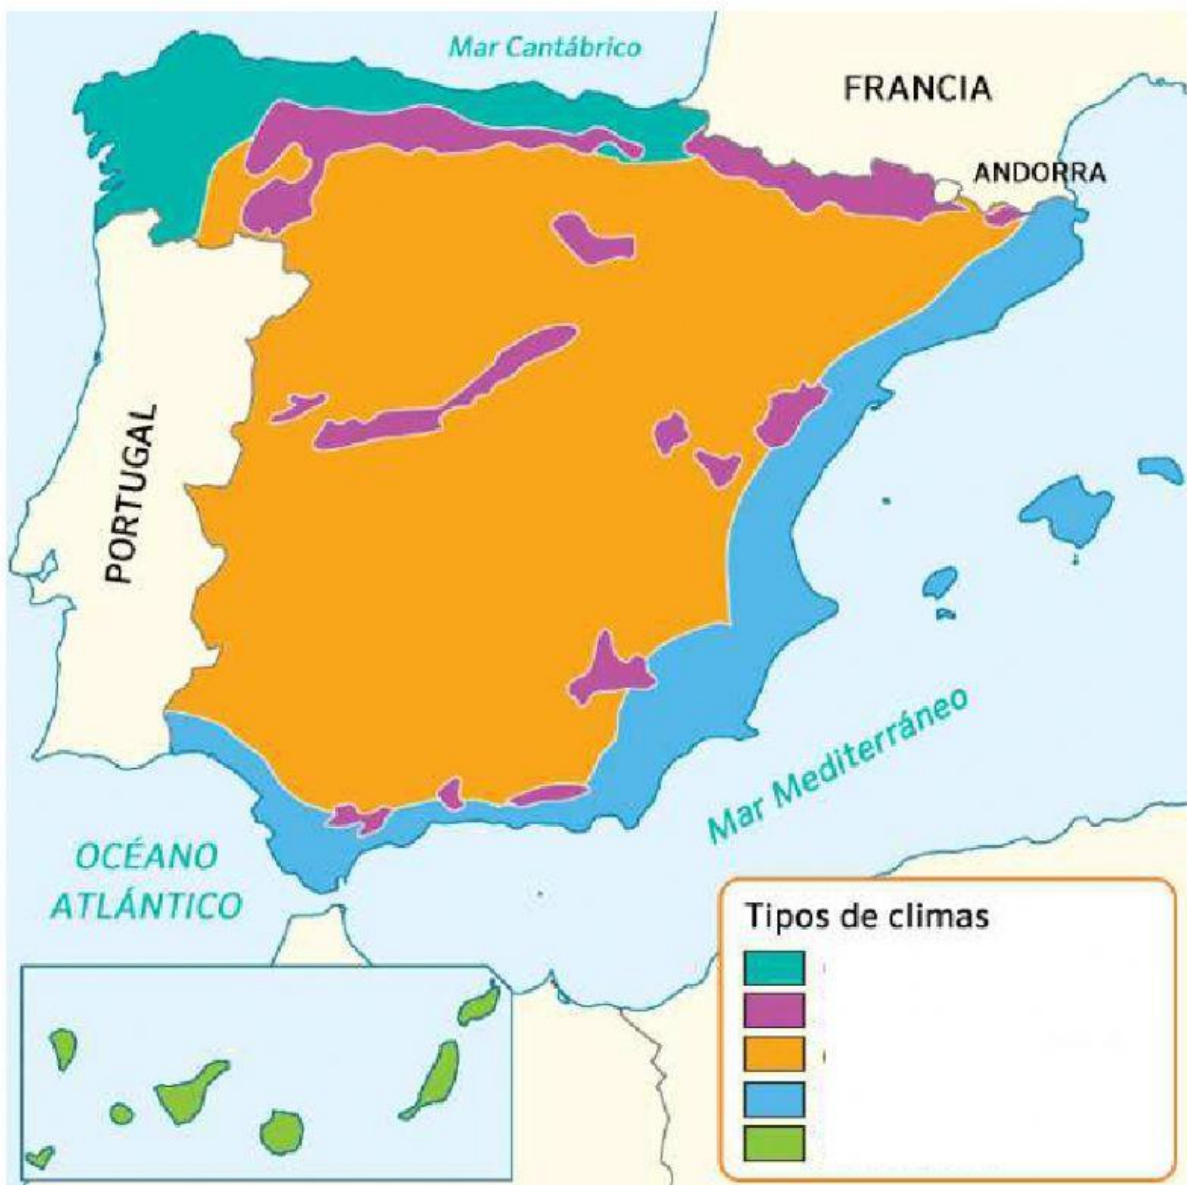 Mar Cantábrico
FRANCIA
ANDORRA
PORTUGAL
Mar Mediterráneo
OCÉANO
ATLÁNTICO
Tipos de climas